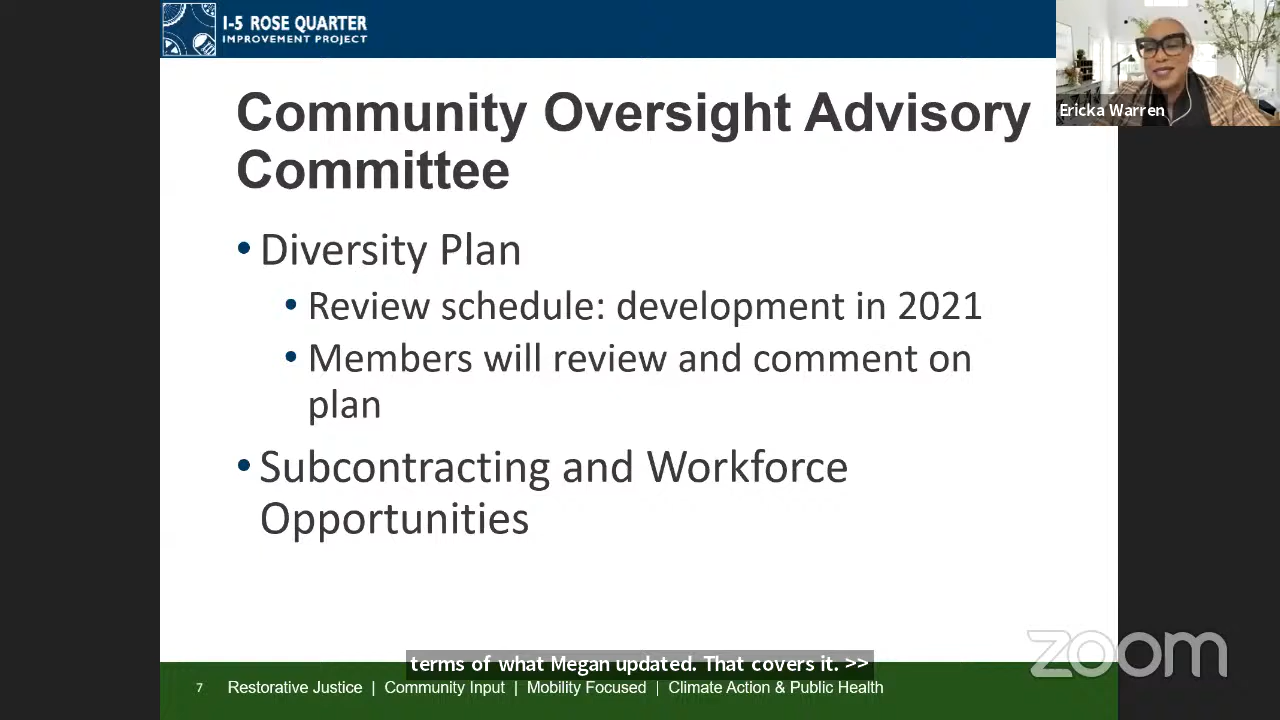 I-5 ROSE QUARTER
IMPROVEMENT PROJECT
Ericka Warren
Community Oversight Advisory
Committee
• Diversity Plan
• Review schedule: development in 2021
• Members will review and comment on
plan
• Subcontracting and Workforce
Opportunities
zoom
terms of what Megan updated. That covers it. >>
7 Restorative Justice | Community Input | Mobility Focused | Climate Action & Public Health